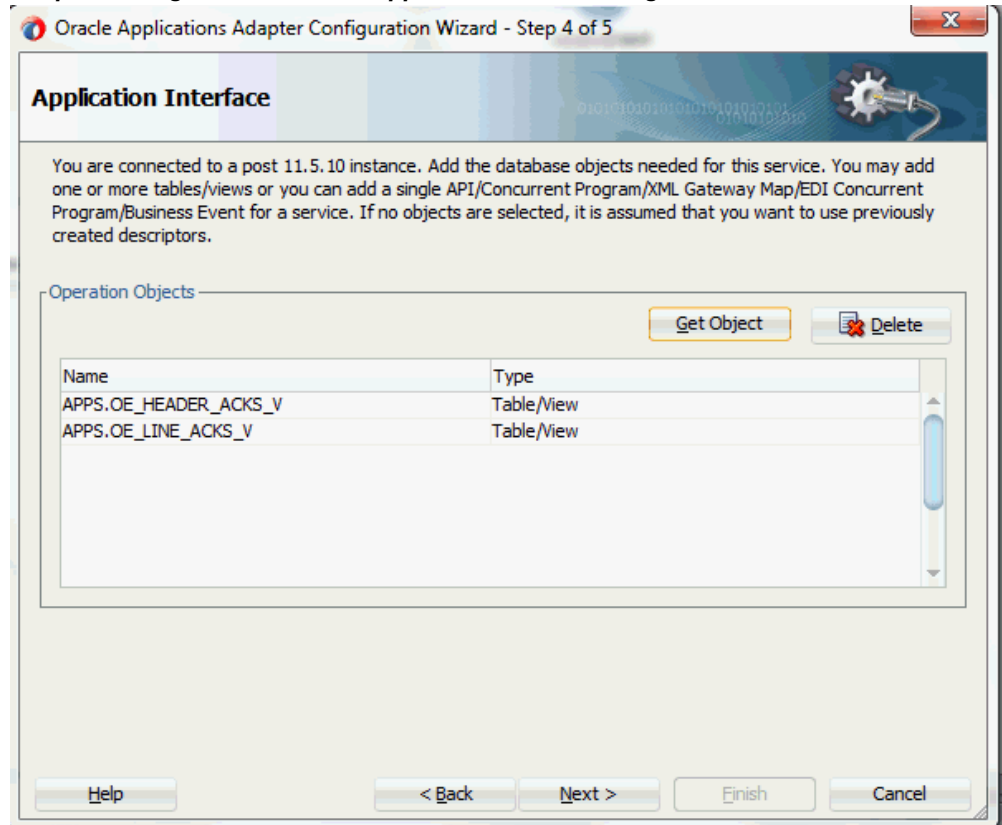 Oracle Applications Adapter Configuration Wizard - Step 4 of 5
Application Interface
You are connected to a post 11.5.10 instance. Add the database objects needed for this service. You may add
one or more tables/views or you can add a single API/Concurrent Program/XML Gateway Map/EDI Concurrent
Program/Business Event for a service. If no objects are selected, it is assumed that you want to use previously
created descriptors.
Operation Objects
Get Object Delete
Name Type
APPS.OE_HEADER_ACKS_V Table/View
APPS.OE_LINE_ACKS_V Table/View
Help < Back Next > Finish Cancel